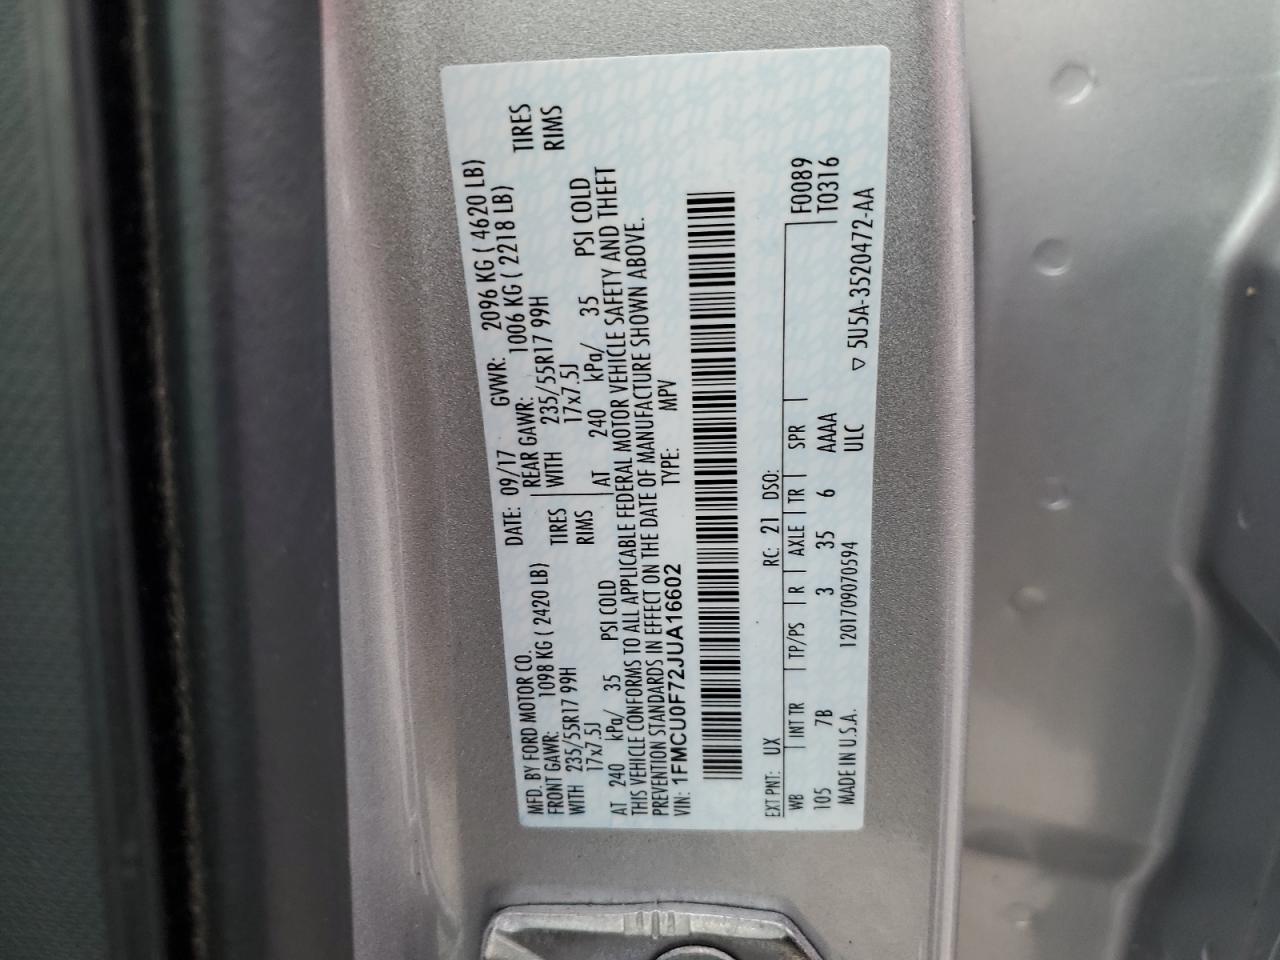 MFD. BY FORD MOTOR CO. DATE: 09/17 GVWR: 2096 KG ( 4620 LB)
FRONT GAWR: 1098 KG ( 2420 LB) REAR GAWR: 1006 KG ( 2218 LB)
WITH 235/55R17 99H TIRES WITH 235/55R17 99H TIRES
17x7.5J RIMS 17x7.5J RIMS
AT 240 kPa/ 35 PSI COLD AT 240 kPa/ 35 PSI COLD
THIS VEHICLE CONFORMS TO ALL APPLICABLE FEDERAL MOTOR VEHICLE SAFETY AND THEFT
PREVENTION STANDARDS IN EFFECT ON THE DATE OF MANUFACTURE SHOWN ABOVE.
VIN: 1FMCU0F72JUA16602 TYPE: MPV
EXT PNT: UX RC: 21 DSO: F0089
WB INT TR TP/PS R AXLE TR SPR T0316
105 7B 3 35 6 AAAA
MADE IN U.S.A. 1201709070594 ULC ▽ 5U5A-3520472-AA